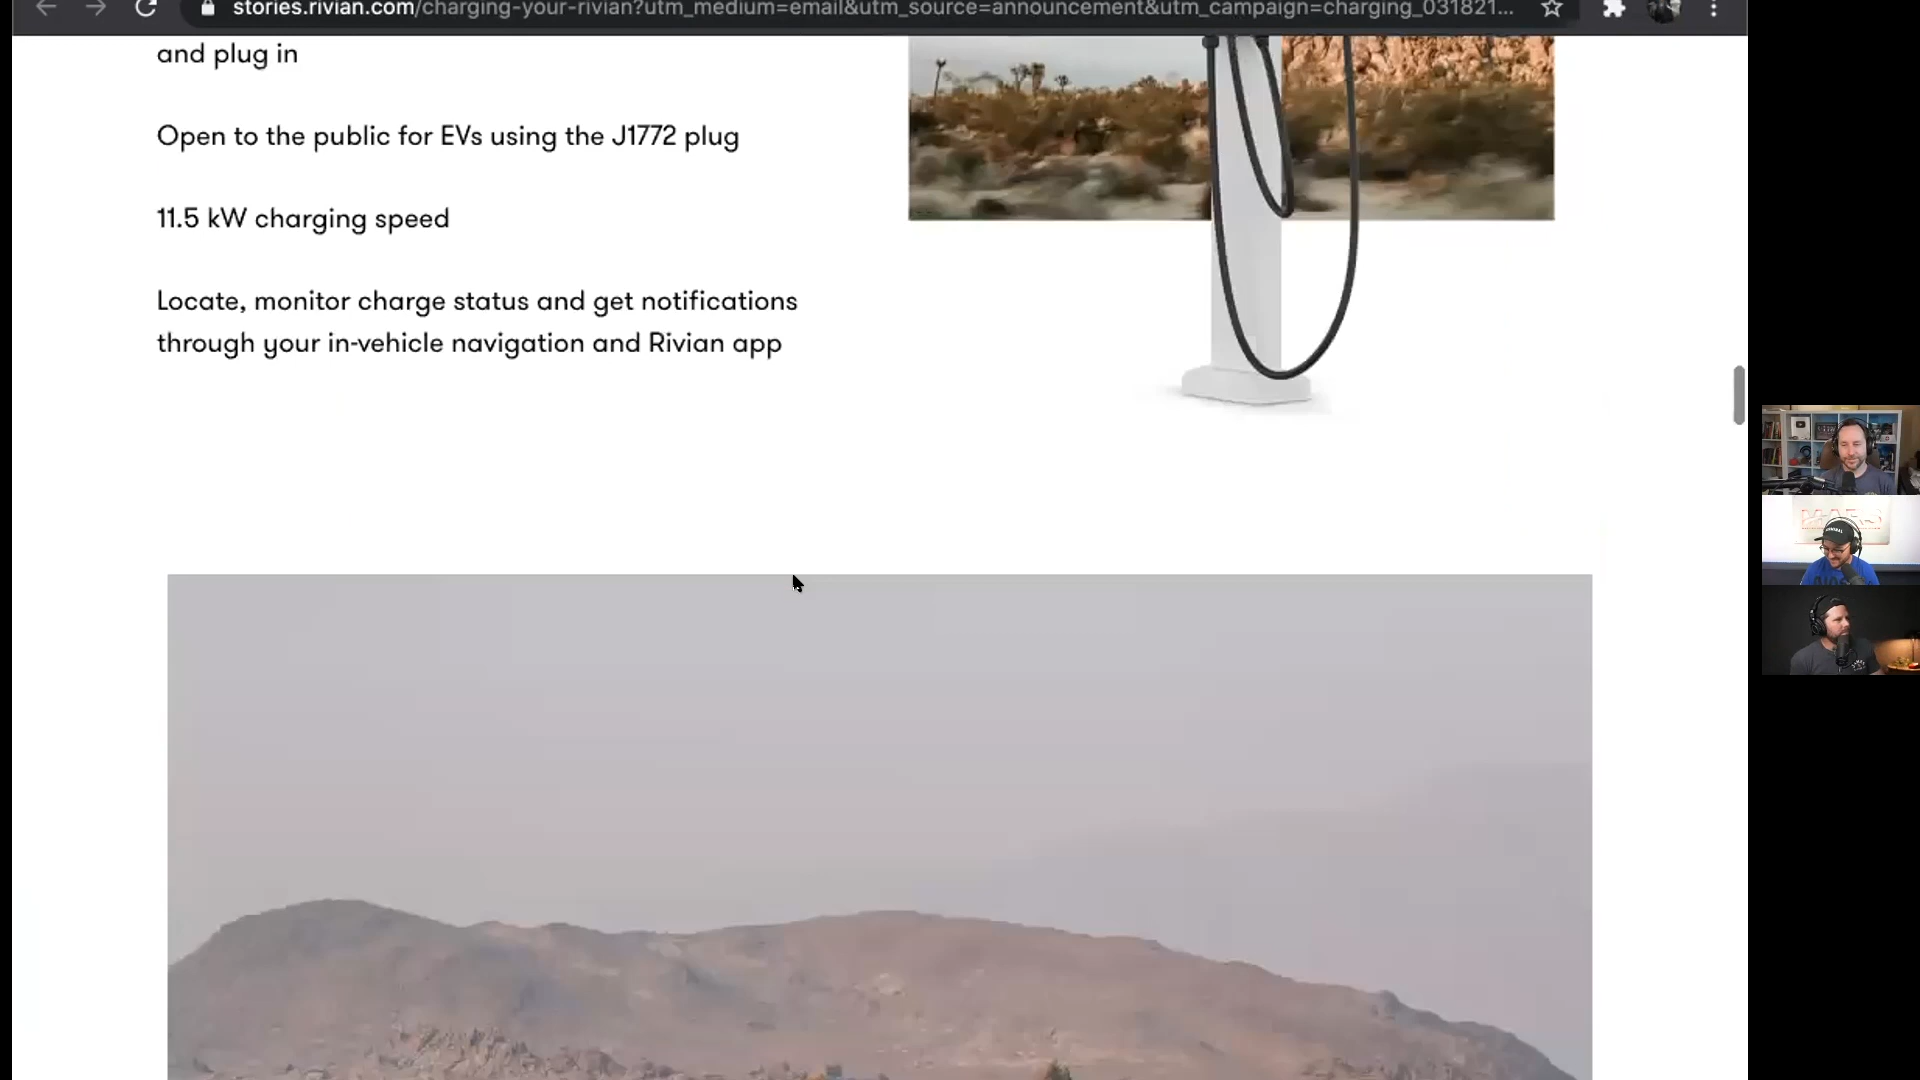 stories.rivian.com/charging-your-rivian?utm_medium=email&utm_source=announcement&utm_campaign=charging_031821...
and plug in
Open to the public for EVs using the J1772 plug
11.5 kW charging speed
Locate, monitor charge status and get notifications
through your in-vehicle navigation and Rivian app